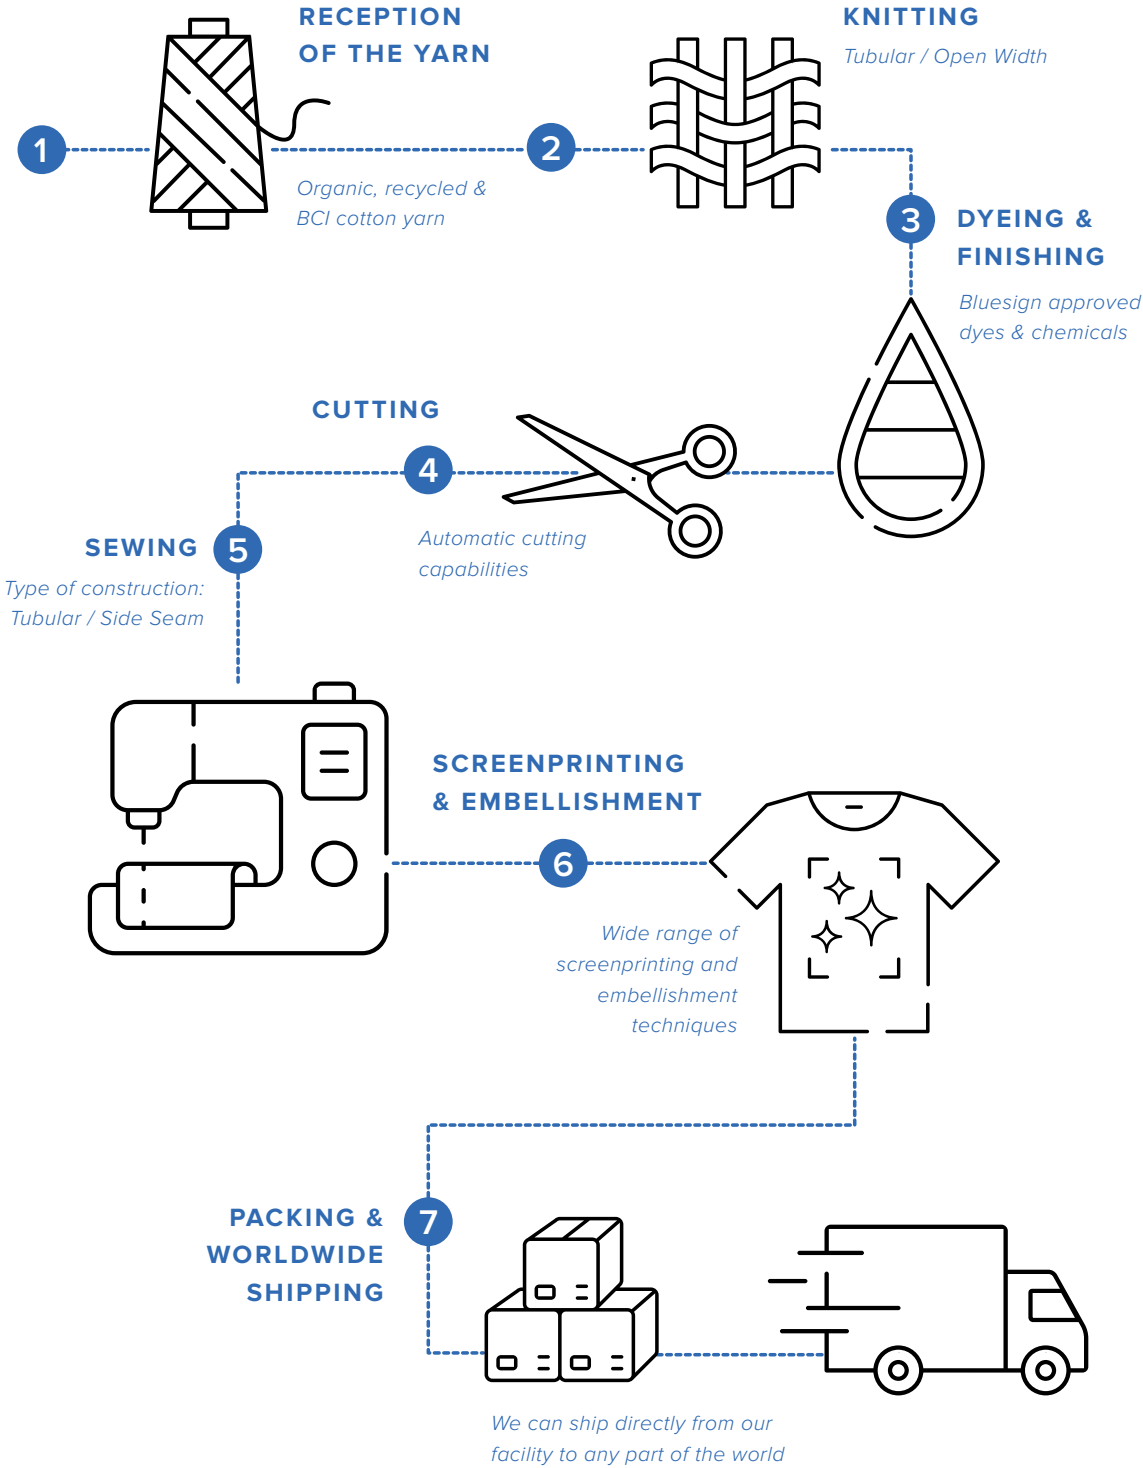 1
RECEPTION
OF THE YARN
Organic, recycled &
BCI cotton yarn
2
KNITTING
Tubular / Open Width
3
DYEING &
FINISHING
Bluesign approved
dyes & chemicals
4
CUTTING
Automatic cutting
capabilities
5
SEWING
Type of construction:
Tubular / Side Seam
6
SCREENPRINTING
& EMBELLISHMENT
Wide range of
screenprinting and
embellishment
techniques
7
PACKING &
WORLDWIDE
SHIPPING
We can ship directly from our
facility to any part of the world